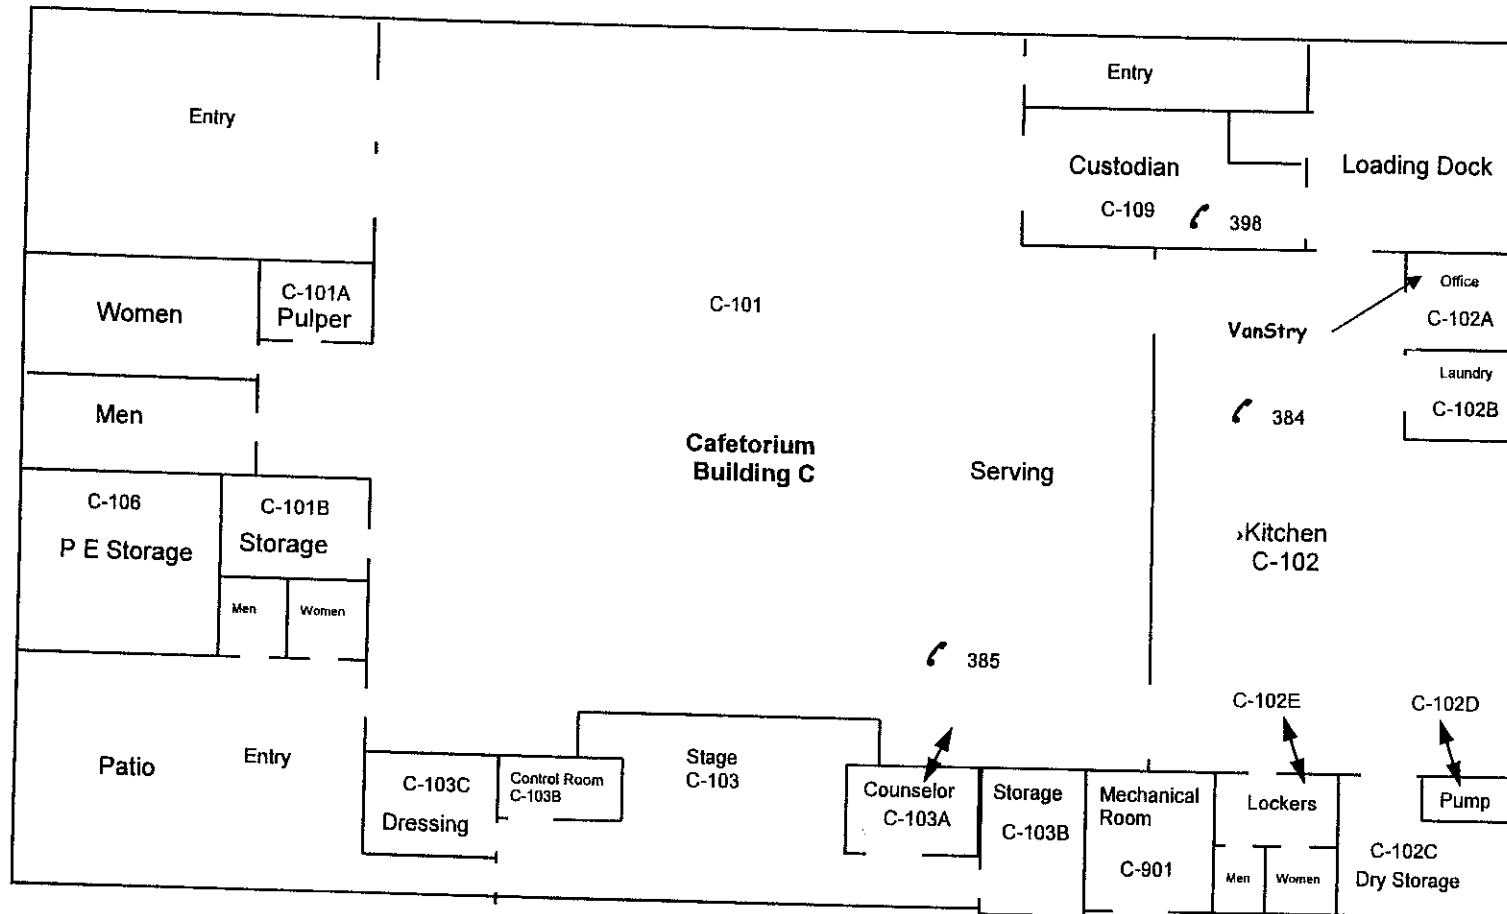 Entry
Entry
Custodian
C-109
398
Loading Dock
Women
C-101A
Pulper
C-101
Office
C-102A
VanStry
Laundry
C-102B
384
Men
Cafetorium
Building C
Serving
C-106
P E Storage
C-101B
Storage
Kitchen
C-102
Men
Women
385
C-102E
C-102D
Patio
Entry
C-103C
Dressing
Control Room
C-103B
Stage
C-103
Counselor
C-103A
Storage
C-103B
Mechanical
Room
C-901
Lockers
Men
Women
Pump
C-102C
Dry Storage